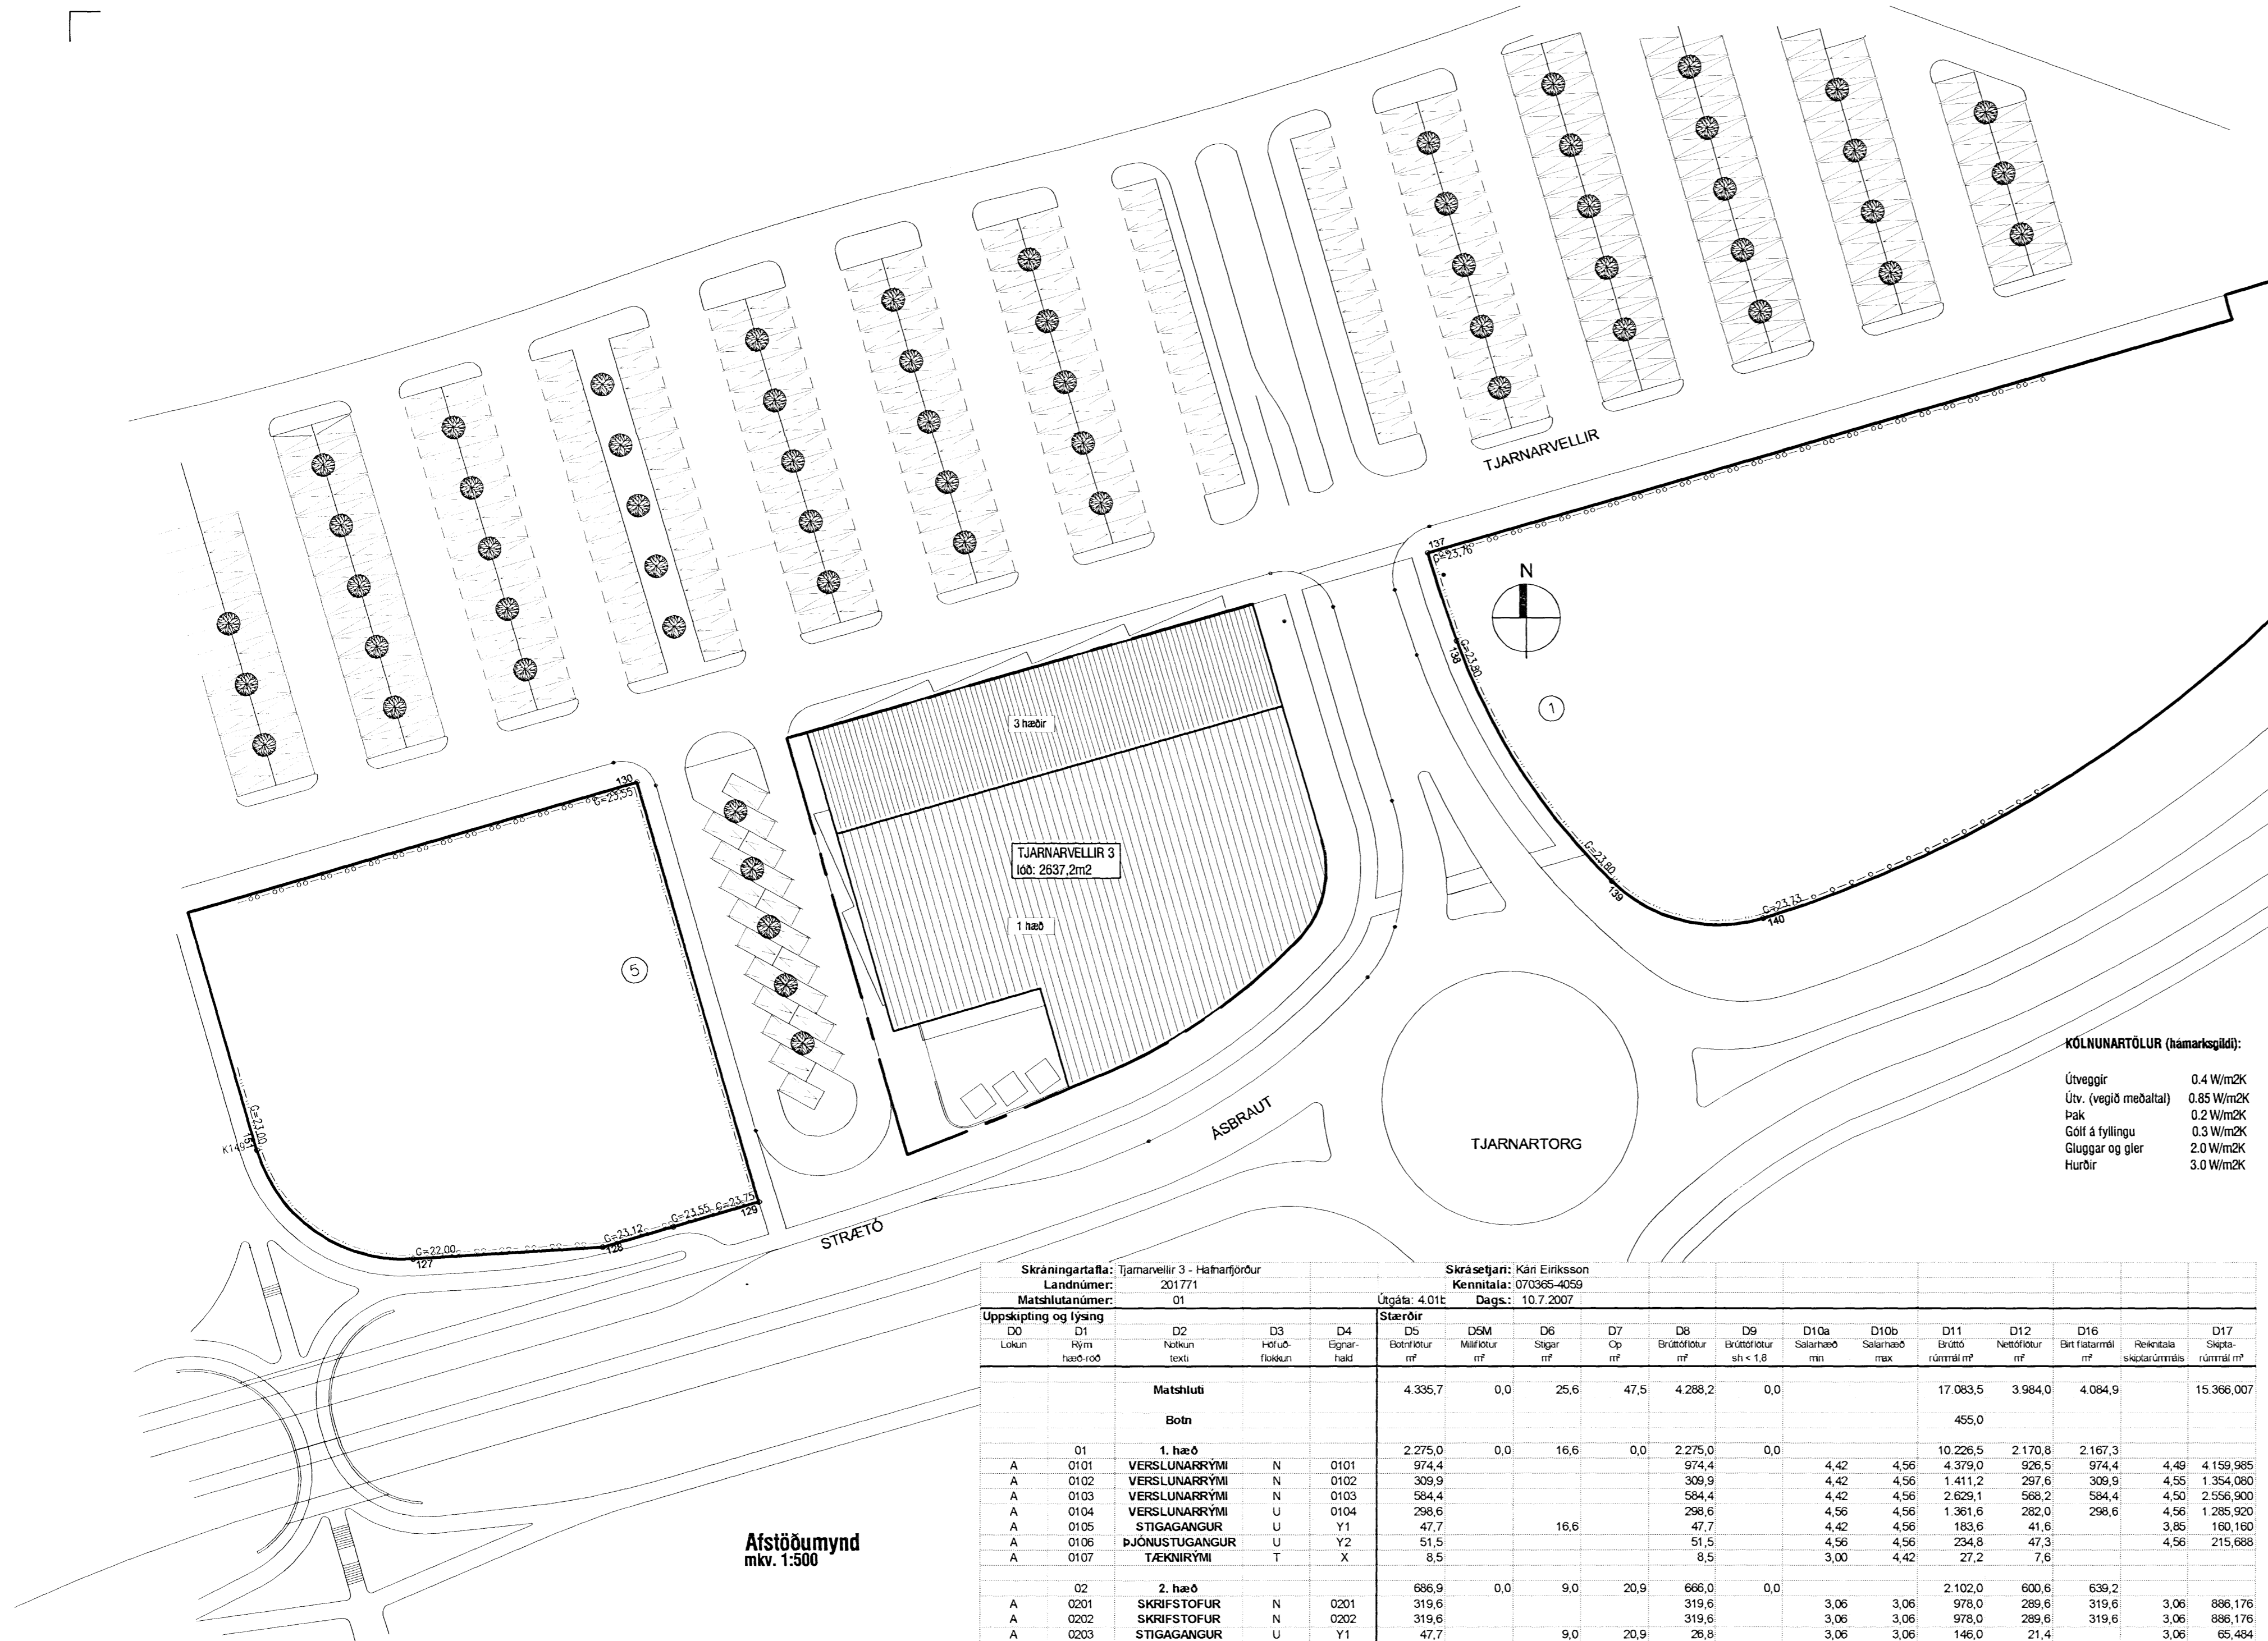 TJARNARVELLIR
137
G=23,76
N
G=23,80
138
1
3 hæðir
130
G=23,55
TJARNARVELLIR 3
lóð: 2637,2m2
1 hæð
G=23,80
139
G=23,73
140
5
KÓLNUNARTÖLUR (hámarksgildi):
Útveggir 0.4 W/m2K
Útv. (vegið meðaltal) 0.85 W/m2K
Þak 0.2 W/m2K
Gólf á fyllingu 0.3 W/m2K
Gluggar og gler 2.0 W/m2K
Hurðir 3.0 W/m2K
G=23,00
151
K149
ÁSBRAUT
TJARNARTORG
G=23,55 G=23,75
129
G=23,12
128
G=22,00
127
STRÆTÓ
Skráningartafla: Tjarnarvellir 3 - Hafnarfjörður Skrásetjari: Kári Eiríksson
Landnúmer: 201771 Kennitala: 070365-4059
Matshlutanúmer: 01 Útgáfa: 4.01b Dags.: 10.7.2007
Uppskipting og lýsing Stærðir
D0 D1 D2 D3 D4 D5 D5M D6 D7 D8 D9 D10a D10b D11 D12 D16 D17
Lokun Rými Notkun Höfuð- Eignar- Botnflötur Milliflötur Stigar Op Brúttóflötur Brúttóflötur Salarhæð Salarhæð Brúttó Nettóflötur Birt flatarmál Reiknitala Skipta-
hæð-röð texti flokkun hald m² m² m² m² m² sh < 1,8 min max rúmmál m³ m² m² skiptarúmmáls rúmmál m³
Matshluti 4.335,7 0,0 25,6 47,5 4.288,2 0,0 17.083,5 3.984,0 4.084,9 15.366,007
Botn 455,0
01 1. hæð 2.275,0 0,0 16,6 0,0 2.275,0 0,0 10.226,5 2.170,8 2.167,3
A 0101 VERSLUNARRÝMI N 0101 974,4 974,4 4,42 4,56 4.379,0 926,5 974,4 4,49 4.159,985
A 0102 VERSLUNARRÝMI N 0102 309,9 309,9 4,42 4,56 1.411,2 297,6 309,9 4,55 1.354,080
A 0103 VERSLUNARRÝMI N 0103 584,4 584,4 4,42 4,56 2.629,1 568,2 584,4 4,50 2.556,900
A 0104 VERSLUNARRÝMI U 0104 298,6 298,6 4,56 4,56 1.361,6 282,0 298,6 4,56 1.285,920
A 0105 STIGAGANGUR U Y1 47,7 16,6 47,7 4,42 4,56 183,6 41,6 3,85 160,160
A 0106 ÞJÓNUSTUGANGUR U Y2 51,5 51,5 4,56 4,56 234,8 47,3 4,56 215,688
A 0107 TÆKNIRÝMI T X 8,5 8,5 3,00 4,42 27,2 7,6
02 2. hæð 686,9 0,0 9,0 20,9 666,0 0,0 2.102,0 600,6 639,2
A 0201 SKRIFSTOFUR N 0201 319,6 319,6 3,06 3,06 978,0 289,6 319,6 3,06 886,176
A 0202 SKRIFSTOFUR N 0202 319,6 319,6 3,06 3,06 978,0 289,6 319,6 3,06 886,176
A 0203 STIGAGANGUR U Y1 47,7 9,0 20,9 26,8 3,06 3,06 146,0 21,4 3,06 65,484
Afstöðumynd
mkv. 1:500